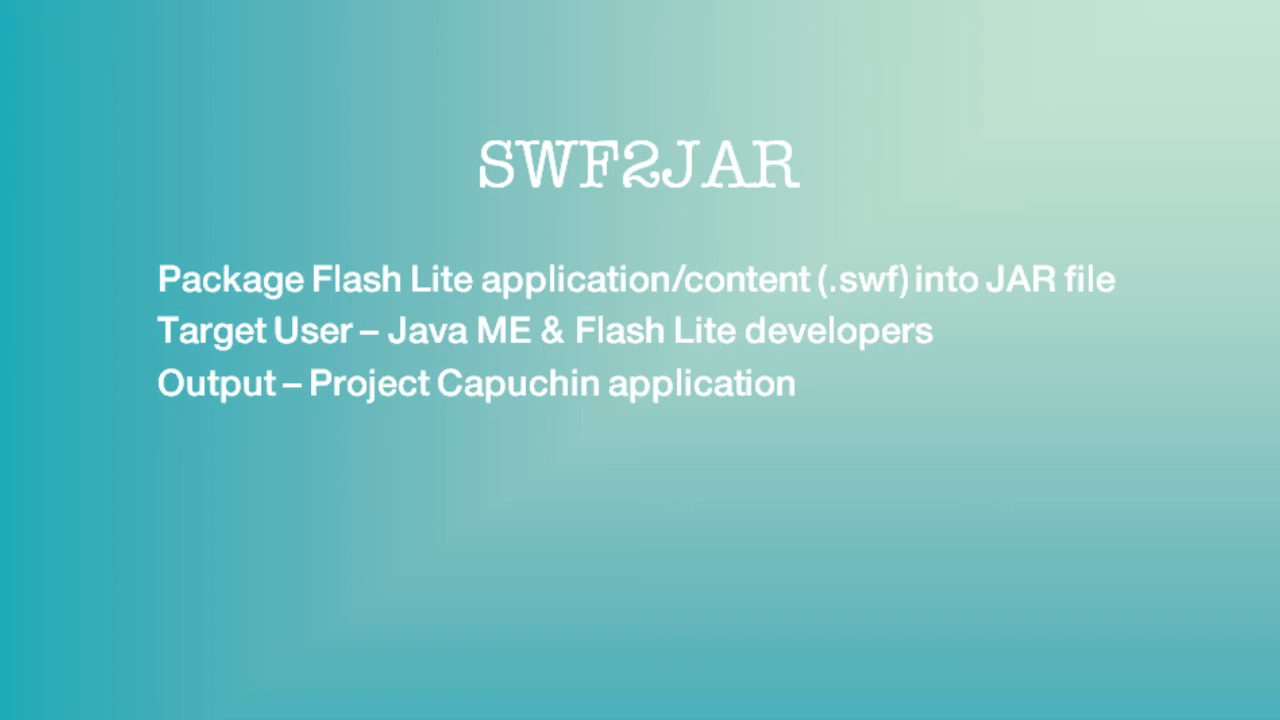 SWF2JAR
Package Flash Lite application/content (.swf) into JAR file
Target User – Java ME & Flash Lite developers
Output – Project Capuchin application